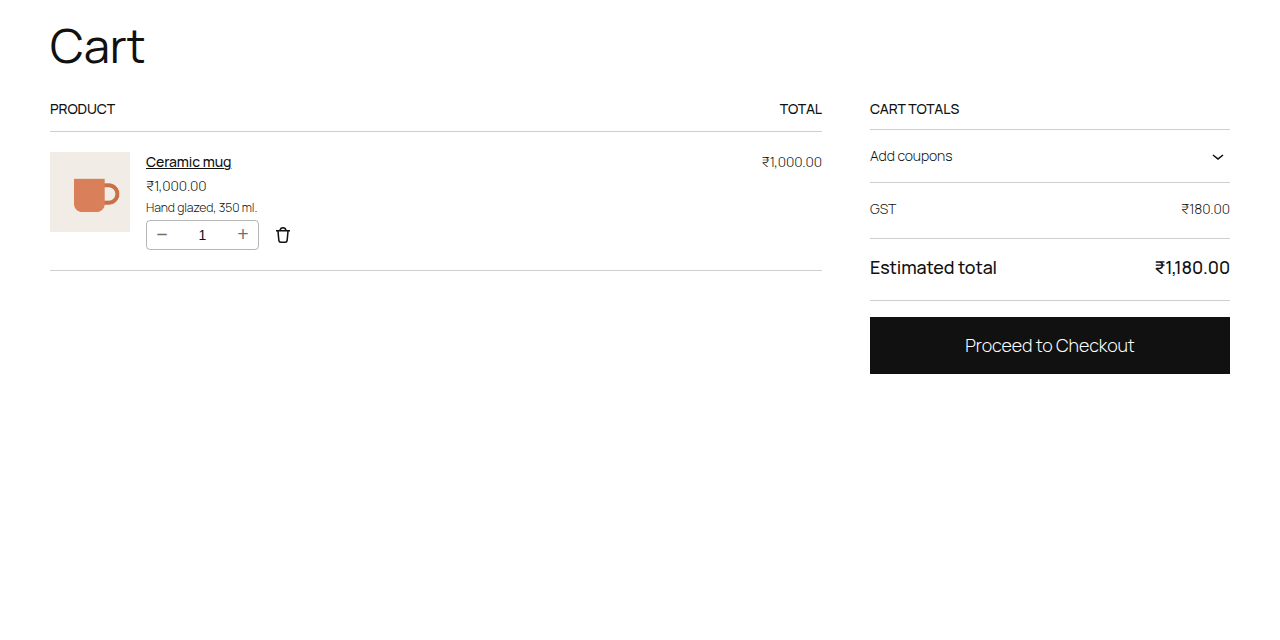 Cart
PRODUCT TOTAL
Ceramic mug ₹1,000.00
₹1,000.00
Hand glazed, 350 ml.
− 1 +
CART TOTALS
Add coupons
GST ₹180.00
Estimated total ₹1,180.00
Proceed to Checkout